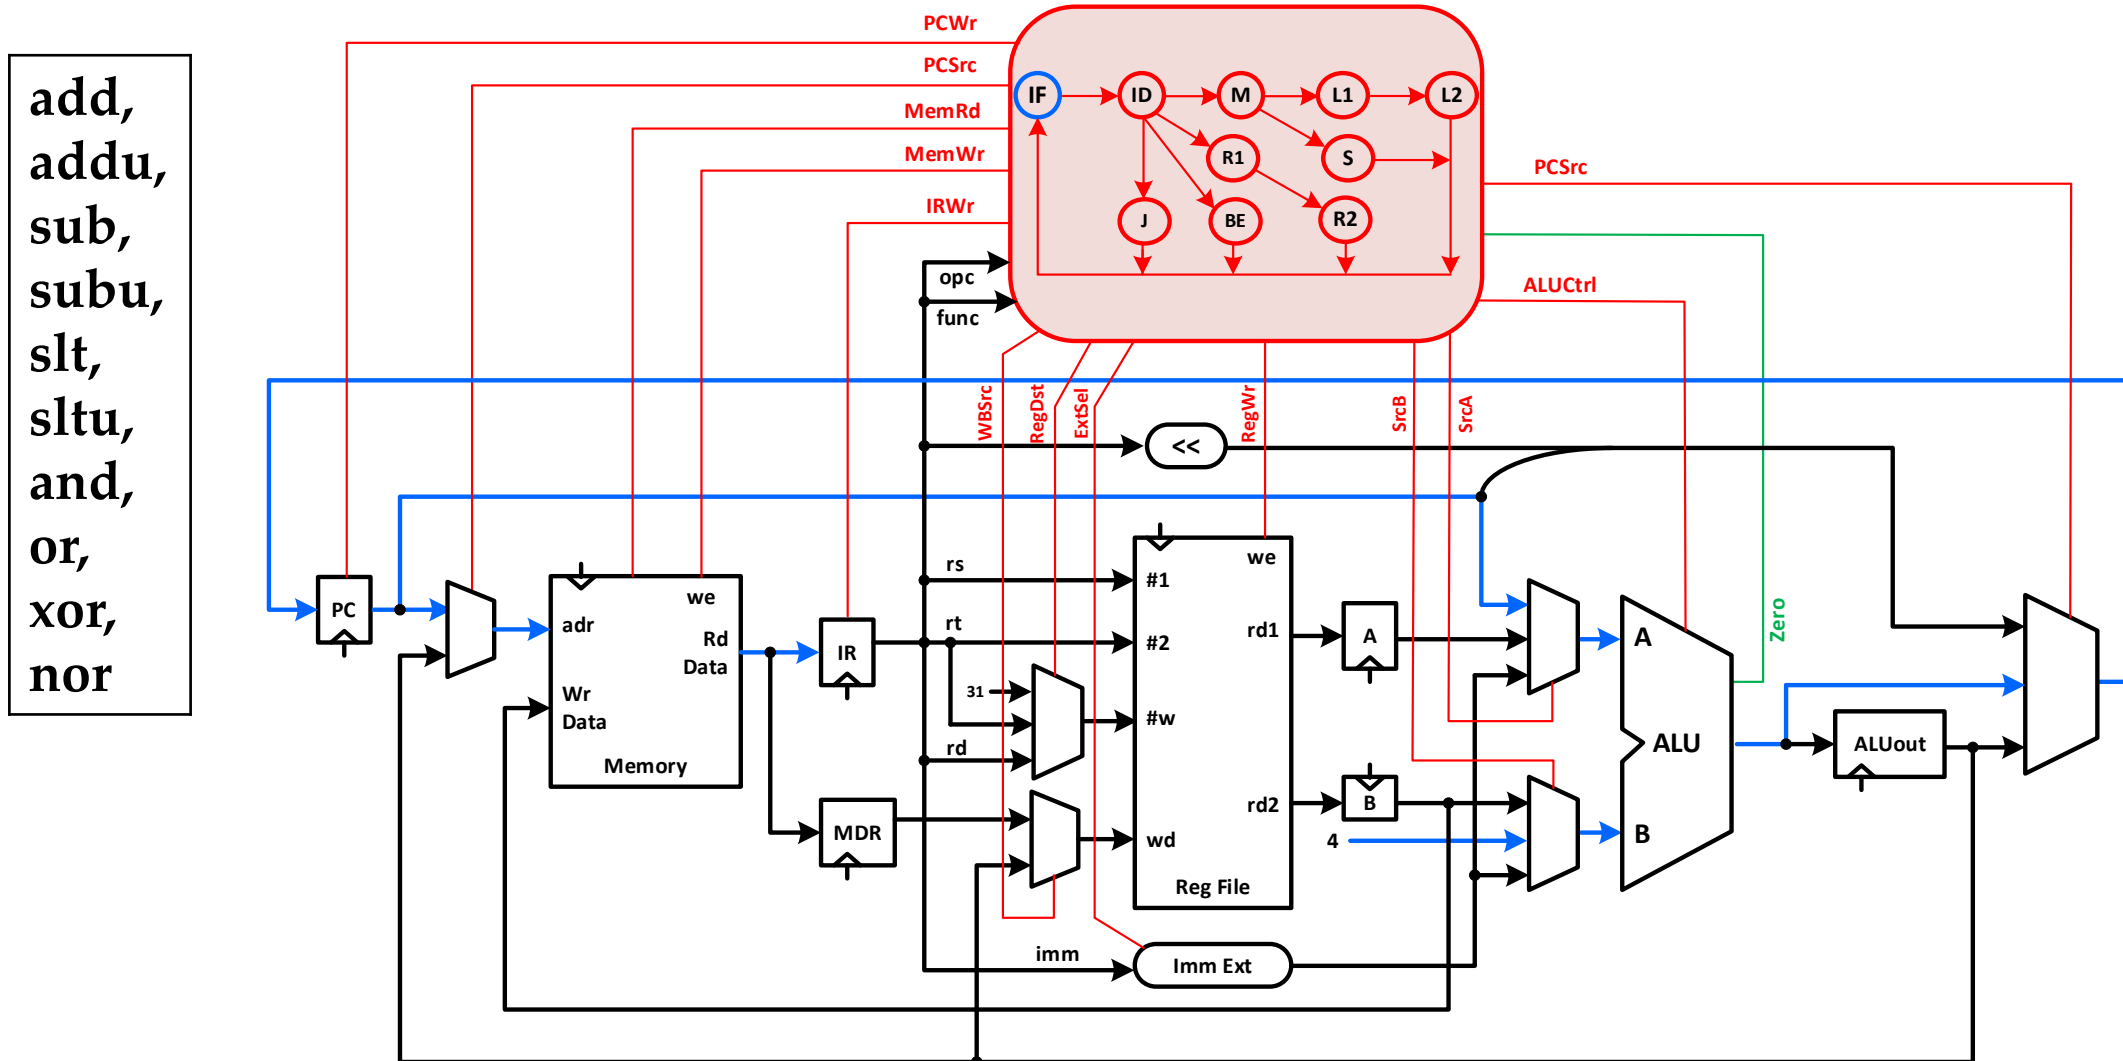 add,
addu,
sub,
subu,
slt,
sltu,
and,
or,
xor,
nor
PCWr
PCSrc
MemRd
MemWr
IRWr
opc
func
IF
ID
M
L1
L2
R1
S
J
BE
R2
PCSrc
ALUCtrl
WBSrc
RegDst
ExtSel
RegWr
SrcB
SrcA
Zero
<<
PC
adr
we
Rd
Data
Wr
Data
Memory
IR
MDR
rs
rt
31
rd
imm
we
#1
#2
#w
wd
rd1
rd2
Reg File
Imm Ext
A
B
4
A
B
ALU
ALUout